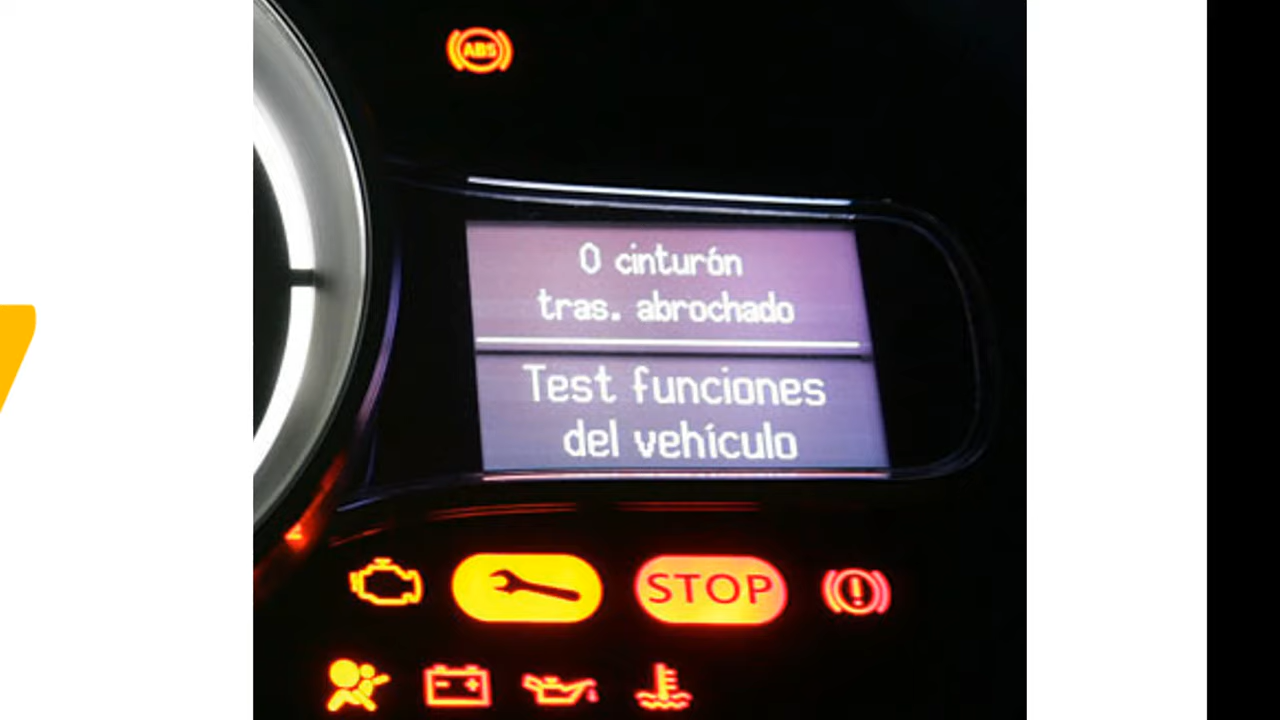 ABS
0 cinturón
tras. abrochado
Test funciones
del vehículo
STOP